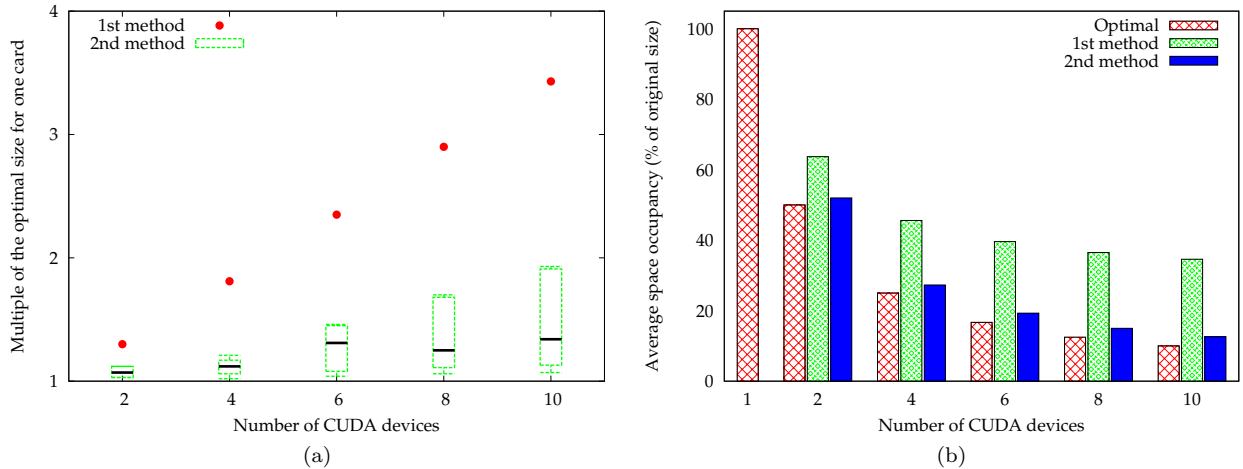 4
3
2
1
Multiple of the optimal size for one card
1st method
2nd method
2 4 6 8 10
Number of CUDA devices
(a)
100
80
60
40
20
0
Average space occupancy (% of original size)
Optimal
1st method
2nd method
1 2 4 6 8 10
Number of CUDA devices
(b)